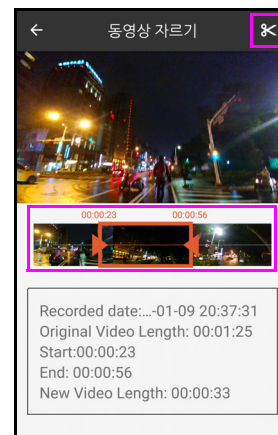 동영상 자르기
00:00:23 00:00:56
Recorded date:...-01-09 20:37:31
Original Video Length: 00:01:25
Start:00:00:23
End: 00:00:56
New Video Length: 00:00:33